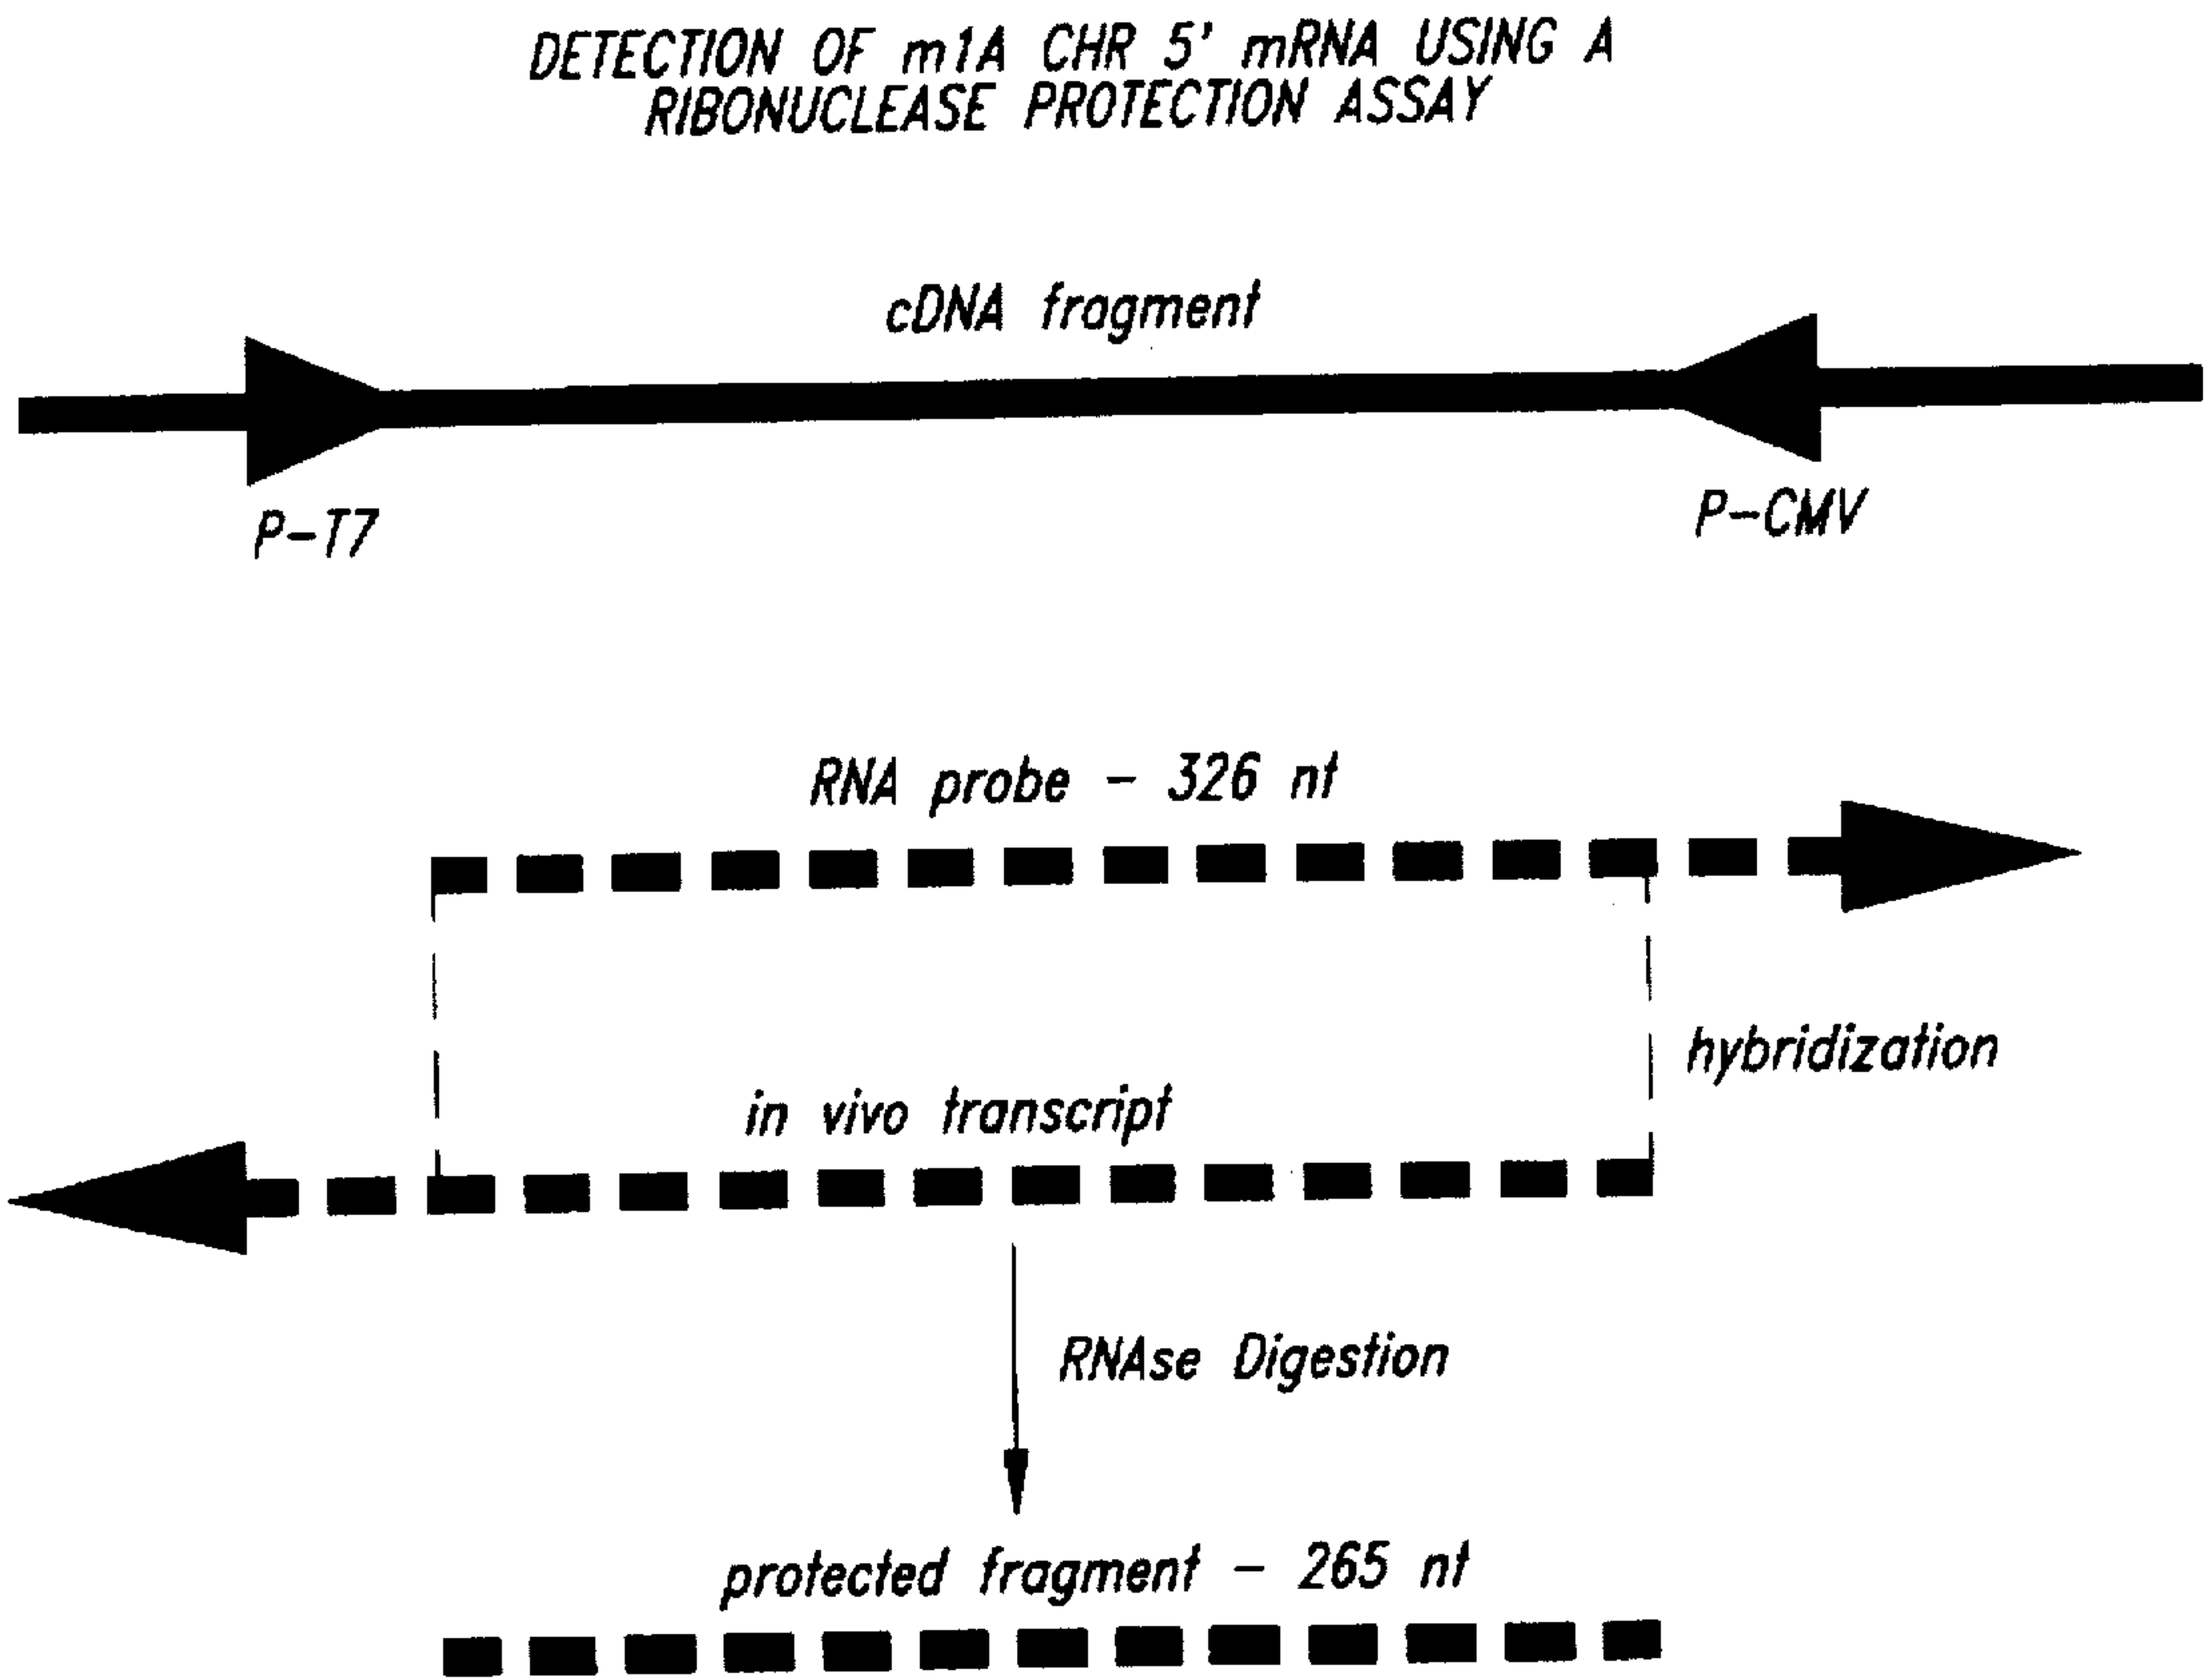 DETECTION OF m1A CHR 5' mRNA USING A
RIBONUCLEASE PROTECTION ASSAY
cDNA fragment
P-T7
P-CMV
RNA probe - 326 nt
hybridization
in vivo transcript
RNAse Digestion
protected fragment - 265 nt